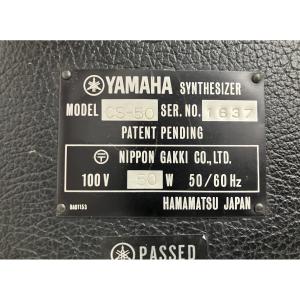 YAMAHA SYNTHESIZER
MODEL CS-50 SER. NO. 1637
PATENT PENDING
NIPPON GAKKI CO., LTD.
100 V 50 W 50/60 Hz
BA01153 HAMAMATSU JAPAN
PASSED